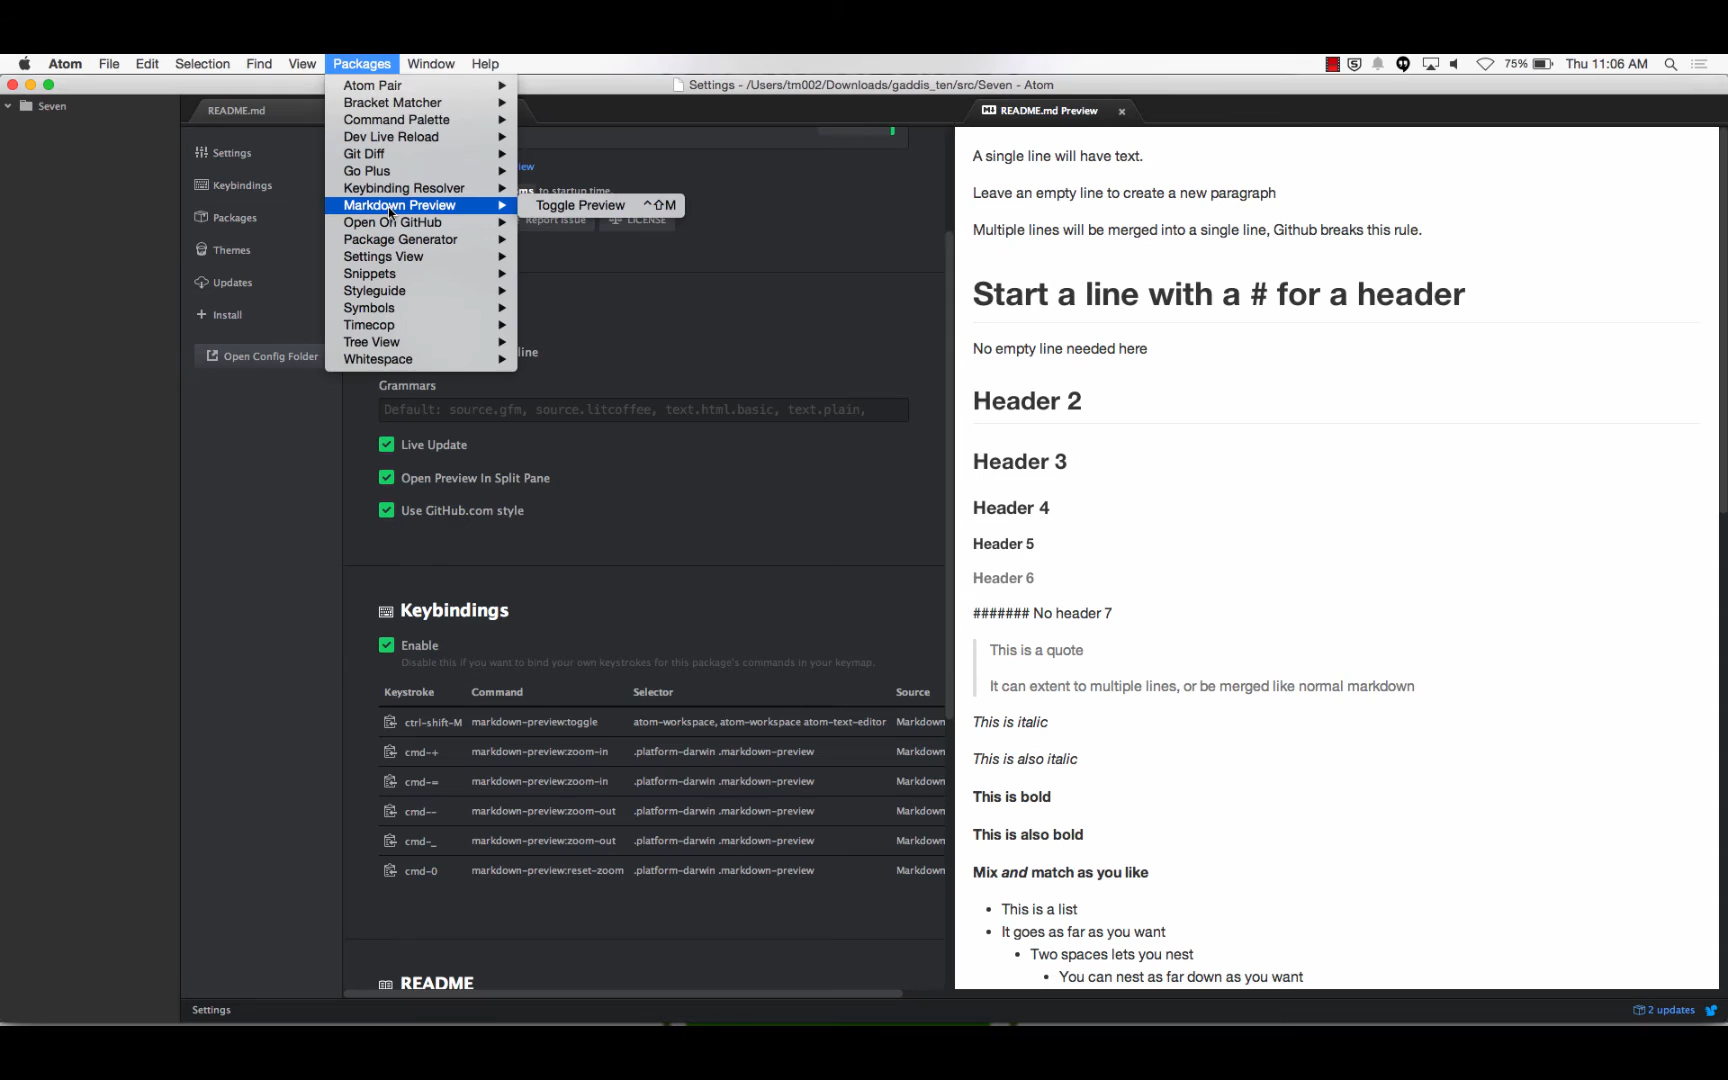 Atom File Edit Selection Find View Packages Window Help 75% Thu 11:06 AM
Settings - /Users/tm002/Downloads/gaddis_ten/src/Seven - Atom
Seven
README.md
README.md Preview
Settings
Keybindings
Packages
Themes
Updates
Install
Open Config Folder
Atom Pair
Bracket Matcher
Command Palette
Dev Live Reload
Git Diff
Go Plus
Keybinding Resolver
Markdown Preview
Open On GitHub
Package Generator
Settings View
Snippets
Styleguide
Symbols
Timecop
Tree View
Whitespace
Toggle Preview ^⇧M
ew
ms to startup time.
Report Issue LICENSE
line
Grammars
Default: source.gfm, source.litcoffee, text.html.basic, text.plain,
Live Update
Open Preview In Split Pane
Use GitHub.com style
Keybindings
Enable
Disable this if you want to bind your own keystrokes for this package's commands in your keymap.
Keystroke Command Selector Source
ctrl-shift-M markdown-preview:toggle atom-workspace, atom-workspace atom-text-editor Markdown
cmd-+ markdown-preview:zoom-in .platform-darwin .markdown-preview Markdown
cmd-= markdown-preview:zoom-in .platform-darwin .markdown-preview Markdown
cmd-- markdown-preview:zoom-out .platform-darwin .markdown-preview Markdown
cmd-_ markdown-preview:zoom-out .platform-darwin .markdown-preview Markdown
cmd-0 markdown-preview:reset-zoom .platform-darwin .markdown-preview Markdown
README
Settings
A single line will have text.
Leave an empty line to create a new paragraph
Multiple lines will be merged into a single line, Github breaks this rule.
Start a line with a # for a header
No empty line needed here
Header 2
Header 3
Header 4
Header 5
Header 6
####### No header 7
This is a quote
It can extent to multiple lines, or be merged like normal markdown
This is italic
This is also italic
This is bold
This is also bold
Mix and match as you like
• This is a list
• It goes as far as you want
• Two spaces lets you nest
• You can nest as far down as you want
2 updates